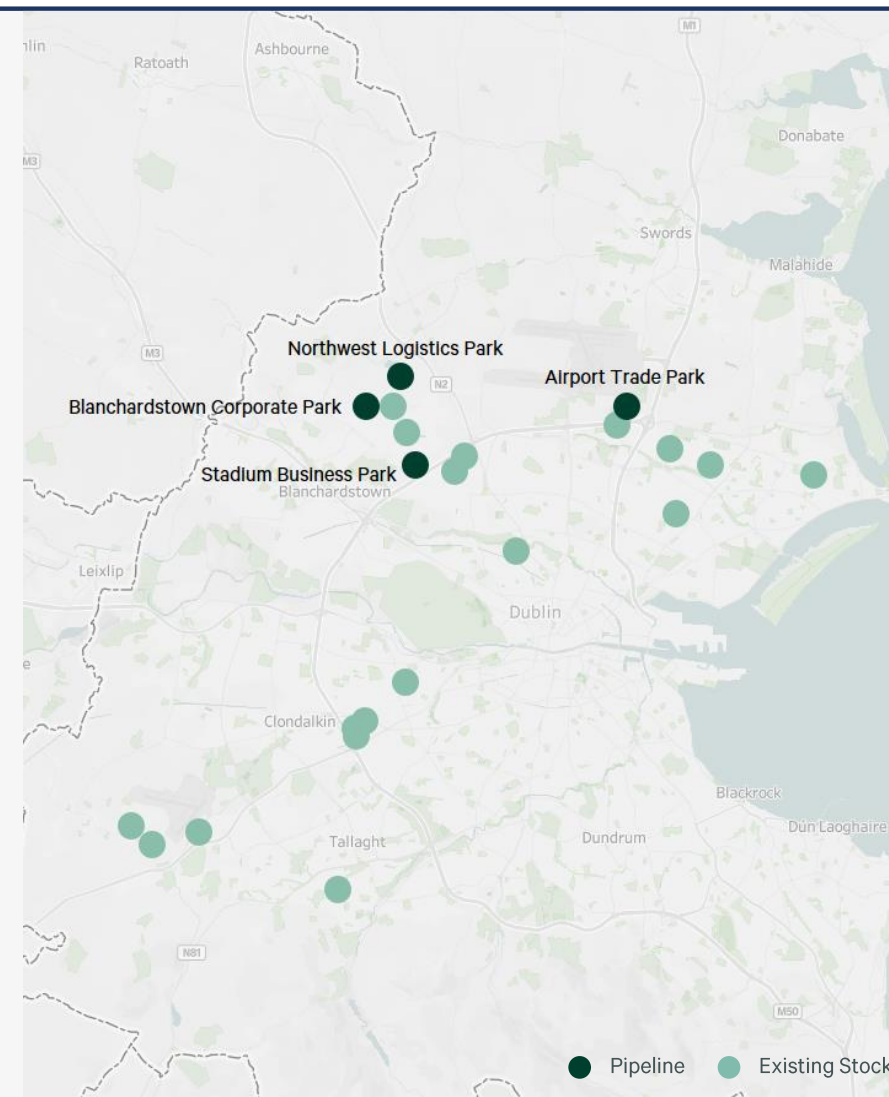 M1
lin
Ashbourne
Ratoath
Donabate
M3
Swords
Malahide
M3
Northwest Logistics Park
N2
Airport Trade Park
Blanchardstown Corporate Park
Stadium Business Park
Blanchardstown
Leixlip
Dublin
e
Clondalkin
Blackrock
Dún Laoghaire
Tallaght
Dundrum
N81
M50
Pipeline
Existing Stock